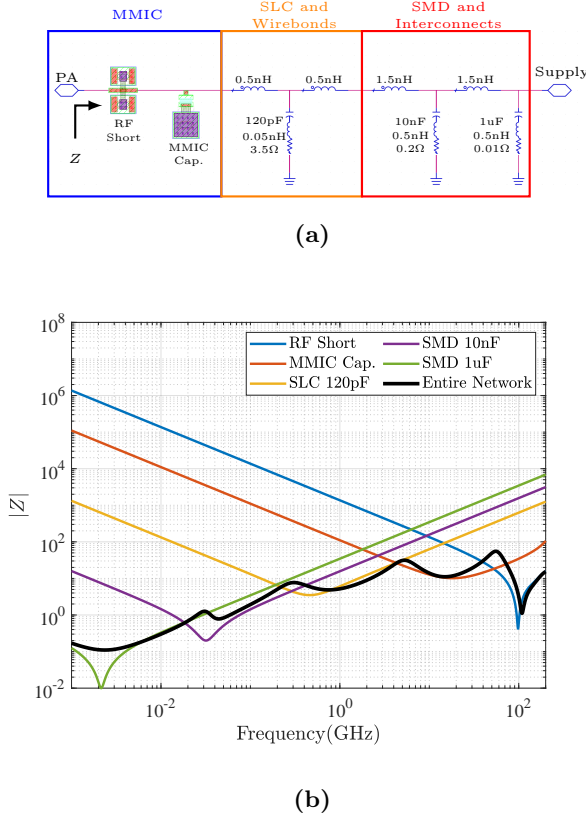 MMIC
SLC and
Wirebonds
SMD and
Interconnects
PA
RF
Short
MMIC
Cap.
Z
0.5nH
0.5nH
1.5nH
1.5nH
Supply
120pF
0.05nH
3.5Ω
10nF
0.5nH
0.2Ω
1uF
0.5nH
0.01Ω
(a)
10^8
10^6
10^4
10^2
10^0
10^-2
|Z|
RF Short
MMIC Cap.
SLC 120pF
SMD 10nF
SMD 1uF
Entire Network
10^-2
10^0
10^2
Frequency(GHz)
(b)